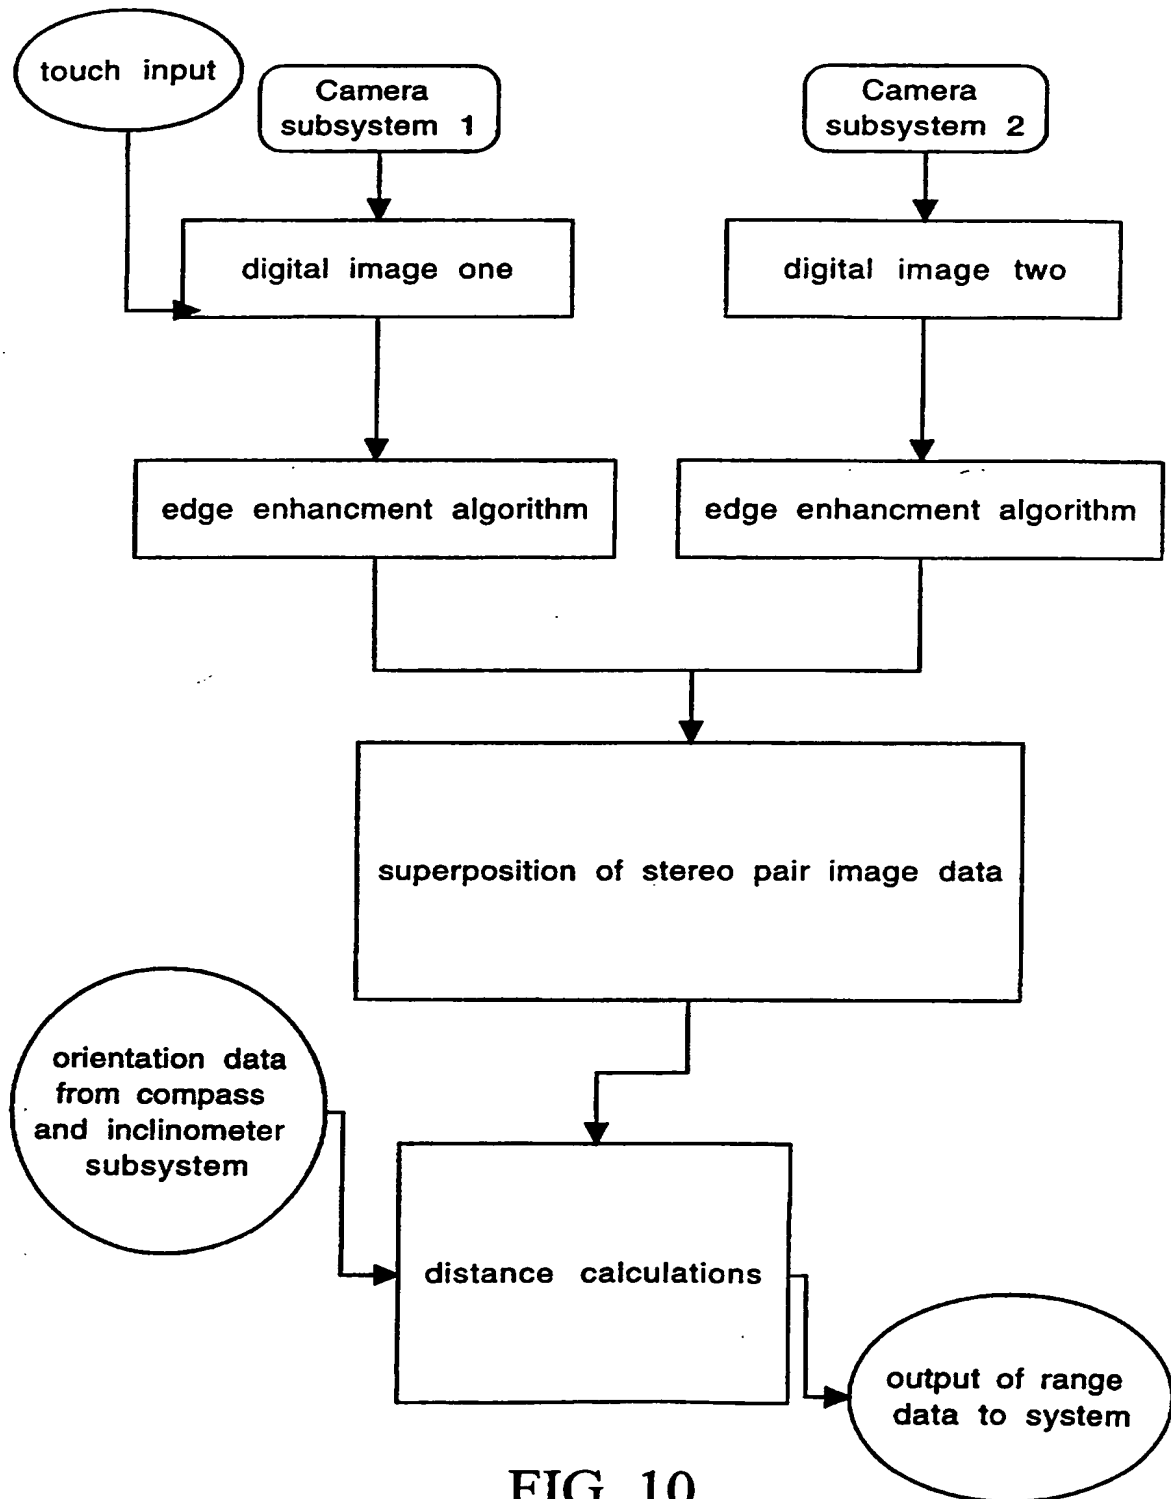 touch input
Camera
subsystem 1
Camera
subsystem 2
digital image one
digital image two
edge enhancment algorithm
edge enhancment algorithm
superposition of stereo pair image data
orientation data
from compass
and inclinometer
subsystem
distance calculations
output of range
data to system
FIG. 10